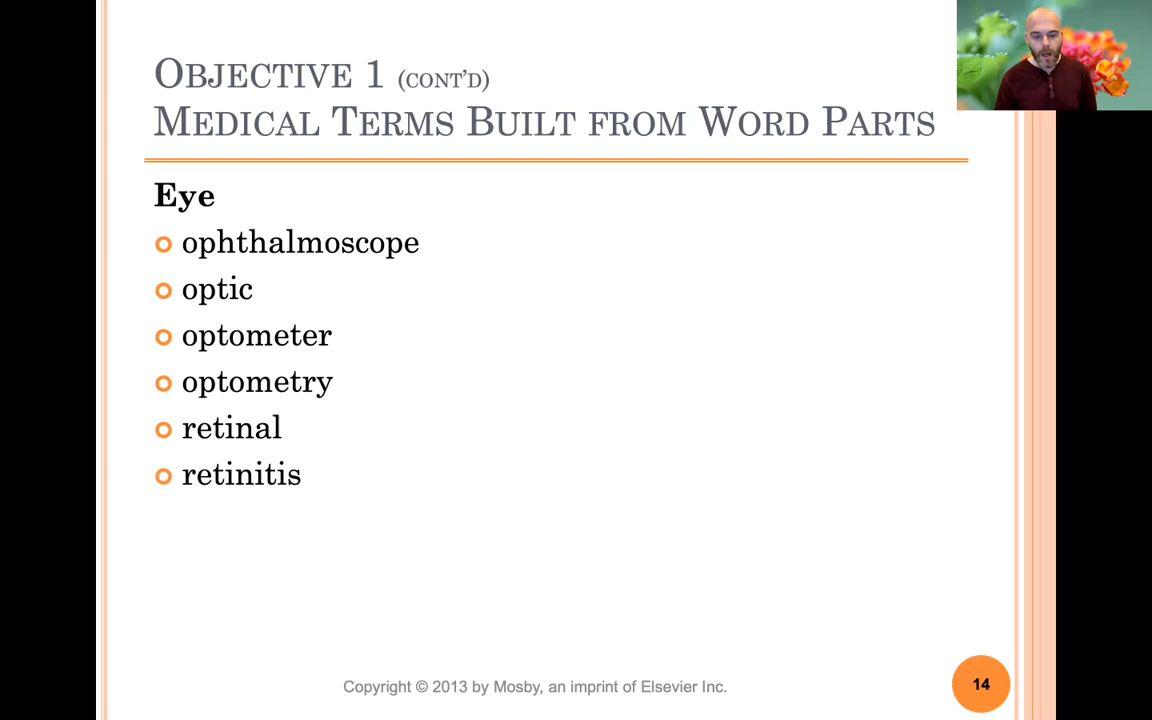 OBJECTIVE 1 (CONT'D)
MEDICAL TERMS BUILT FROM WORD PARTS
Eye
ophthalmoscope
optic
optometer
optometry
retinal
retinitis
Copyright © 2013 by Mosby, an imprint of Elsevier Inc.
14